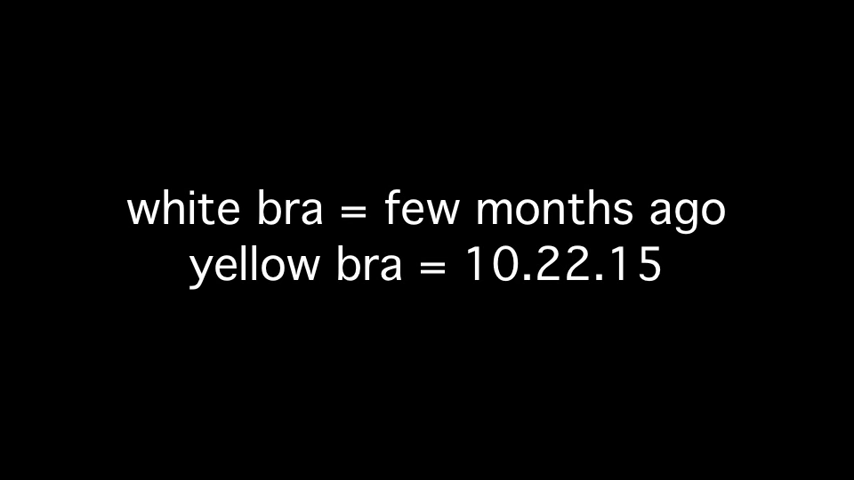 white bra = few months ago
yellow bra = 10.22.15